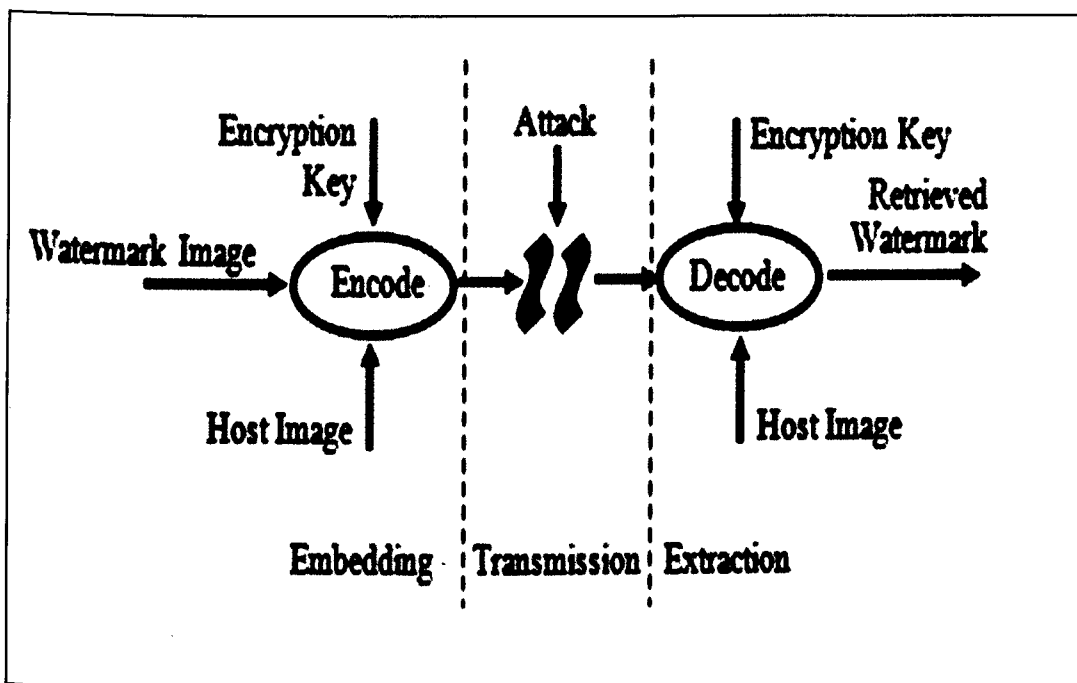 Encryption
Key
Attack
Encryption Key
Watermark Image
Encode
Decode
Retrieved
Watermark
Host Image
Host Image
Embedding
Transmission
Extraction